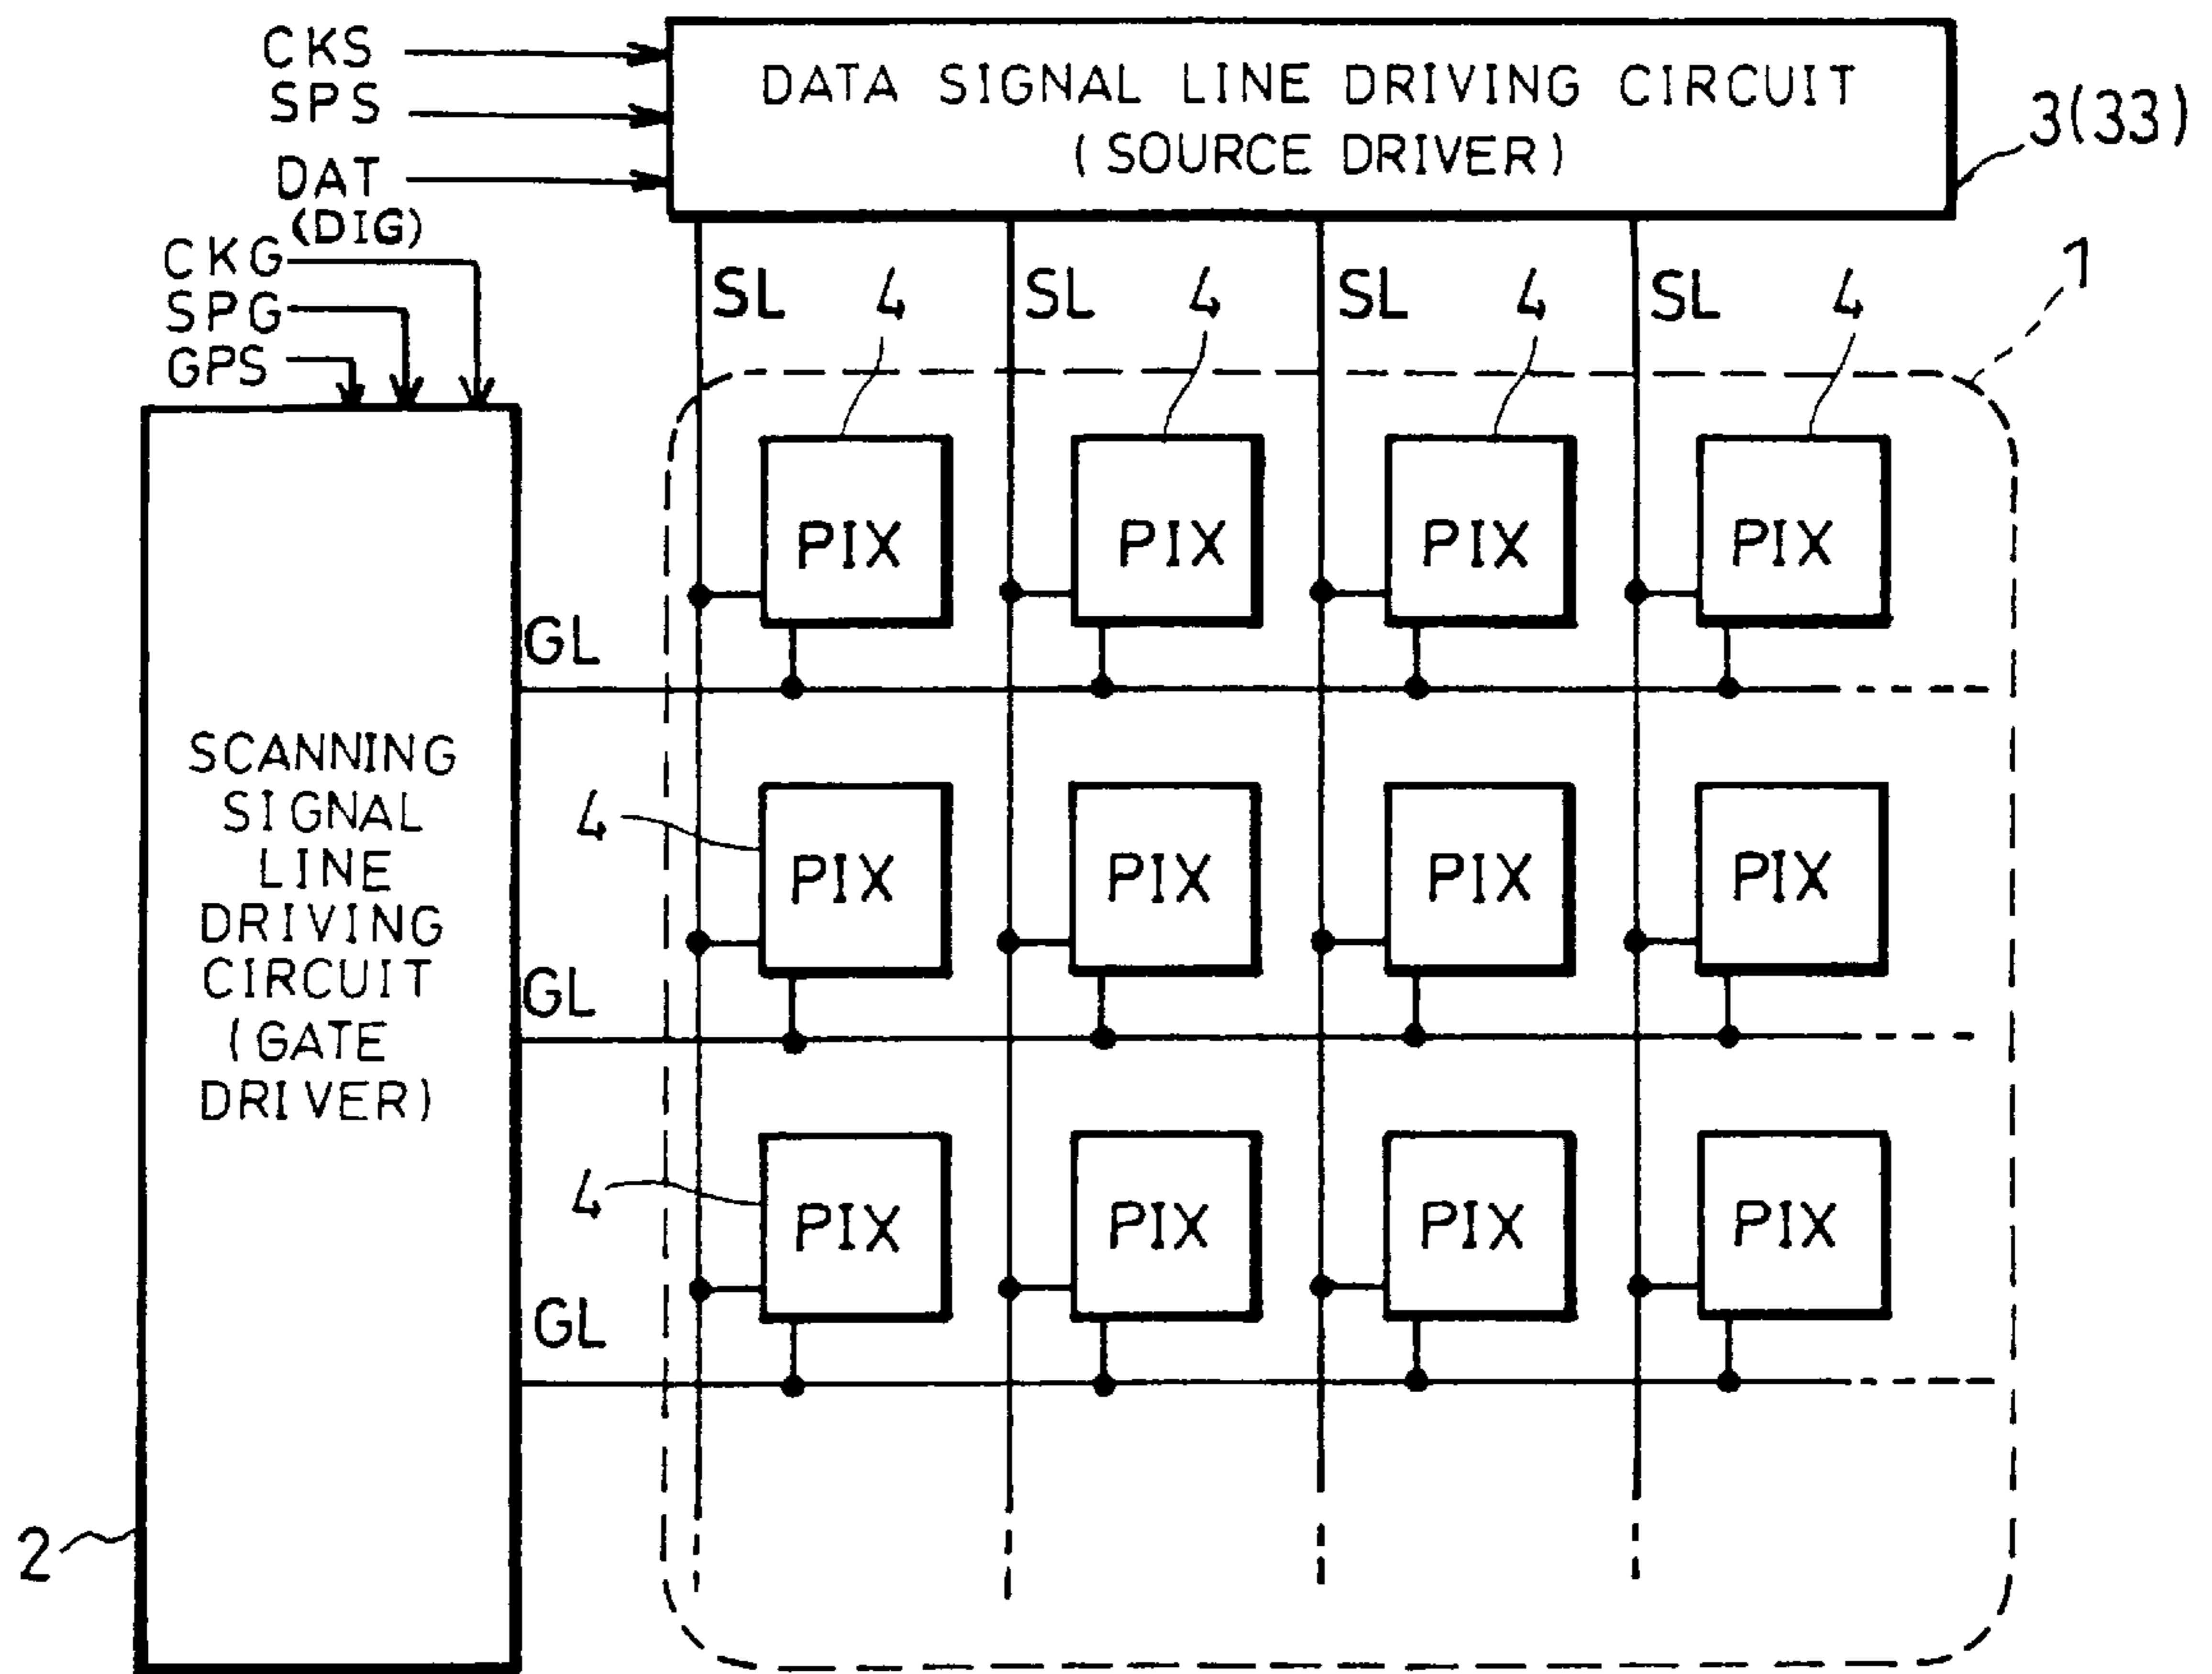 CKS
SPS
DAT
(DIG)
DATA SIGNAL LINE DRIVING CIRCUIT
(SOURCE DRIVER)
3(33)
CKG
SPG
GPS
SL 4 SL 4 SL 4 SL 4
1
PIX PIX PIX PIX
GL
SCANNING
SIGNAL
LINE
DRIVING
CIRCUIT
(GATE
DRIVER)
4
PIX PIX PIX PIX
GL
4
PIX PIX PIX PIX
GL
2